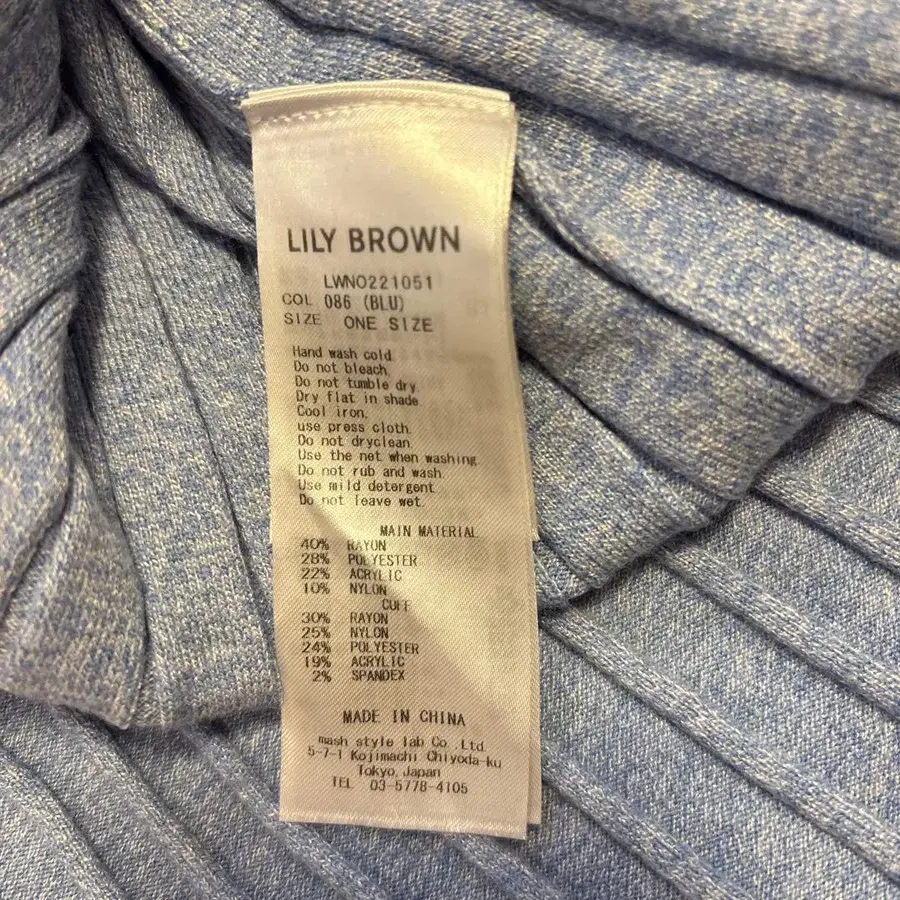 LILY BROWN
LWNO221051
COL 086 (BLU)
SIZE ONE SIZE
Hand wash cold.
Do not bleach.
Do not tumble dry.
Dry flat in shade.
Cool iron,
use press cloth.
Do not dryclean.
Use the net when washing.
Do not rub and wash.
Use mild detergent.
Do not leave wet.
MAIN MATERIAL
40% RAYON
28% POLYESTER
22% ACRYLIC
10% NYLON
CUFF
30% RAYON
25% NYLON
24% POLYESTER
19% ACRYLIC
2% SPANDEX
MADE IN CHINA
mash style lab Co.,Ltd.
5-7-1 Kojimachi Chiyoda-ku
Tokyo,Japan
TEL 03-5778-4105